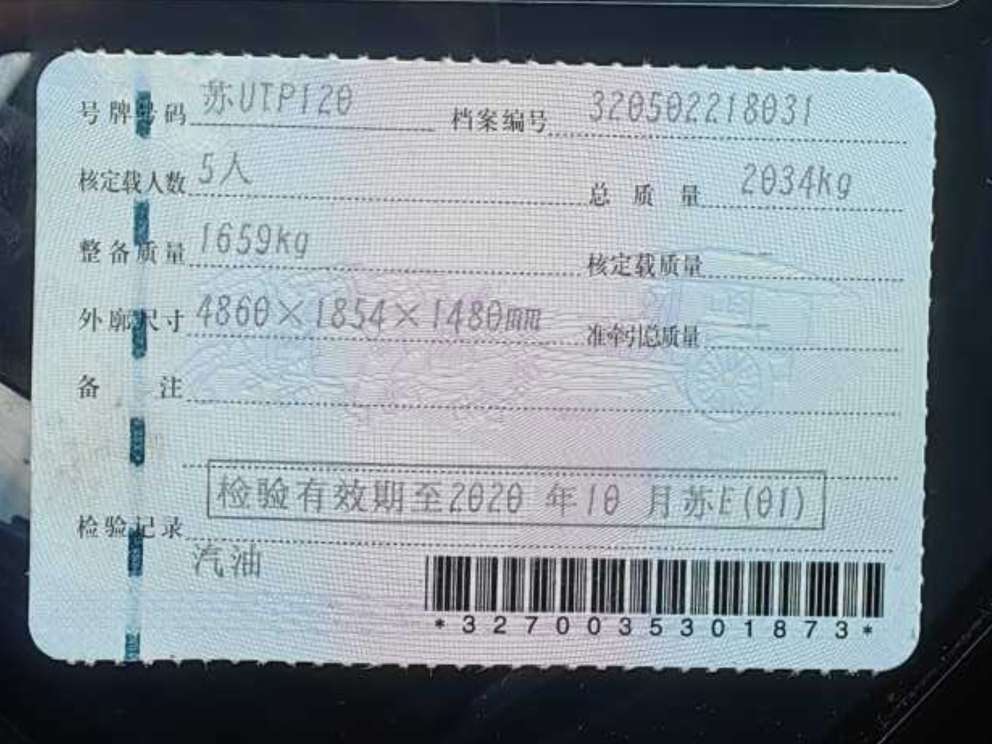 号牌号码 苏UTP120 档案编号 320502218031
核定载人数 5人 总质量 2034kg
整备质量 1659kg 核定载质量 --
外廓尺寸 4860×1854×1480mm 准牵引总质量 --
备注
检验有效期至2020年10月苏E(01)
检验记录
汽油
*3270035301873*